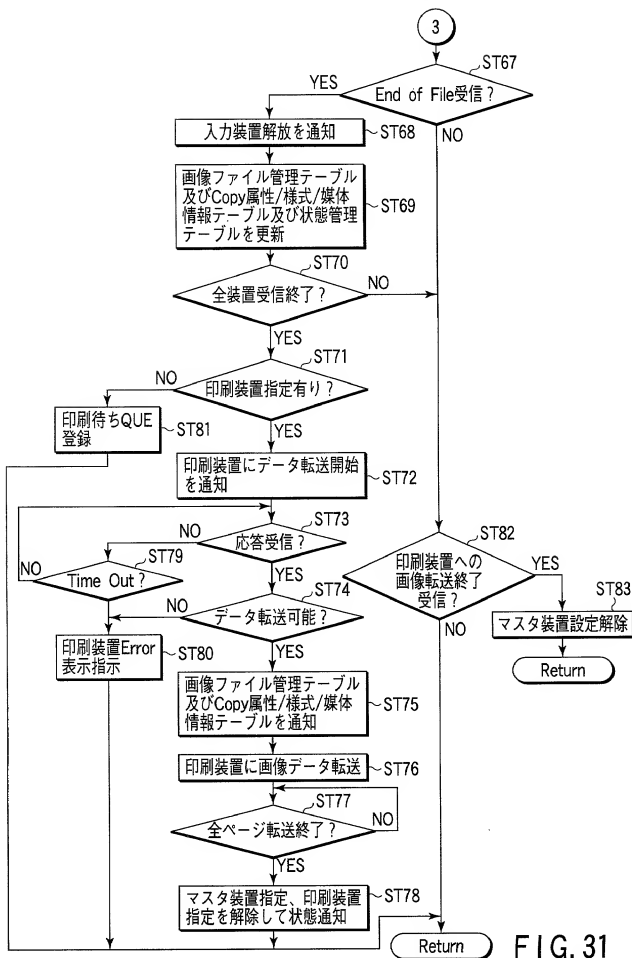 3
ST67
End of File受信?
YES
NO
入力装置解放を通知
ST68
画像ファイル管理テーブル
及びCopy属性/様式/媒体
情報テーブル及び状態管理
テーブルを更新
ST69
ST70
全装置受信終了?
NO
YES
ST71
印刷装置指定有り?
NO
YES
印刷待ちQUE
登録
ST81
印刷装置にデータ転送開始
を通知
ST72
ST73
応答受信?
NO
YES
ST79
Time Out?
NO
ST74
データ転送可能?
NO
YES
印刷装置Error
表示指示
ST80
画像ファイル管理テーブル
及びCopy属性/様式/媒体
情報テーブルを通知
ST75
印刷装置に画像データ転送
ST76
ST77
全ページ転送終了?
NO
YES
マスタ装置指定、印刷装置
指定を解除して状態通知
ST78
ST82
印刷装置への
画像転送終了
受信?
YES
NO
ST83
マスタ装置設定解除
Return
Return
FIG. 31